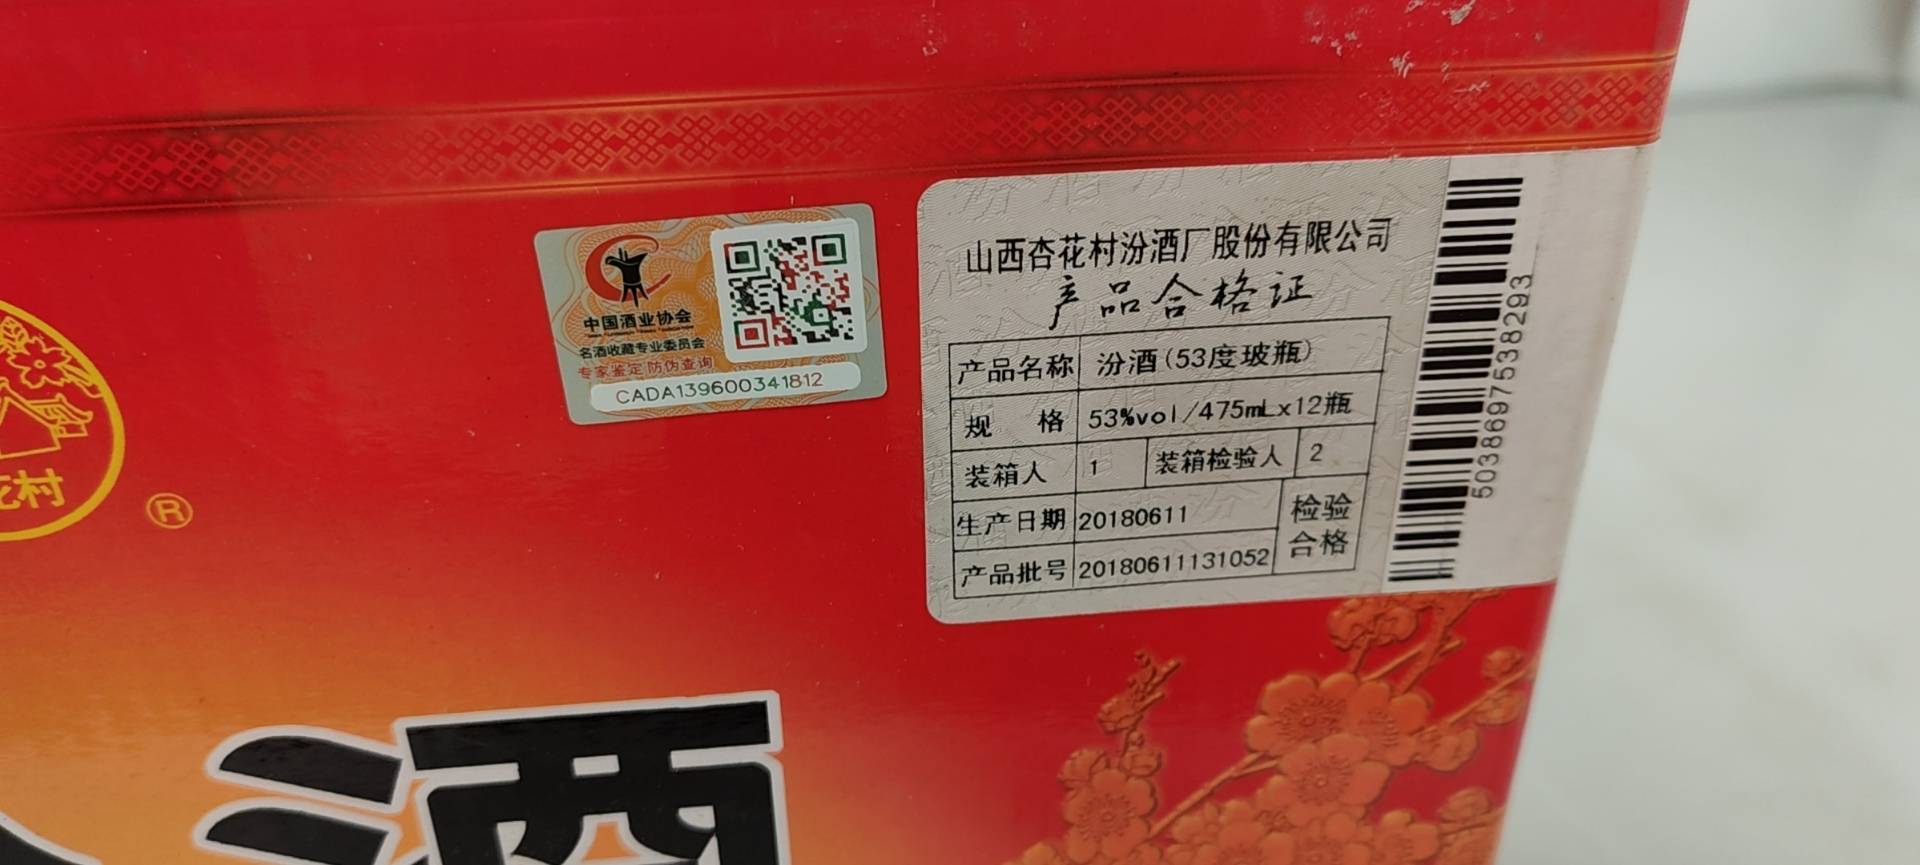 中国酒业协会
名酒收藏专业委员会
专家鉴定 防伪查询
CADA139600341812
山西杏花村汾酒厂股份有限公司
产品合格证
产品名称 汾酒(53度玻瓶)
规 格 53%vol/475mLx12瓶
装箱人 1 装箱检验人 2
生产日期 20180611 检验
产品批号 20180611131052 合格
5038697538293
花村
®
酒